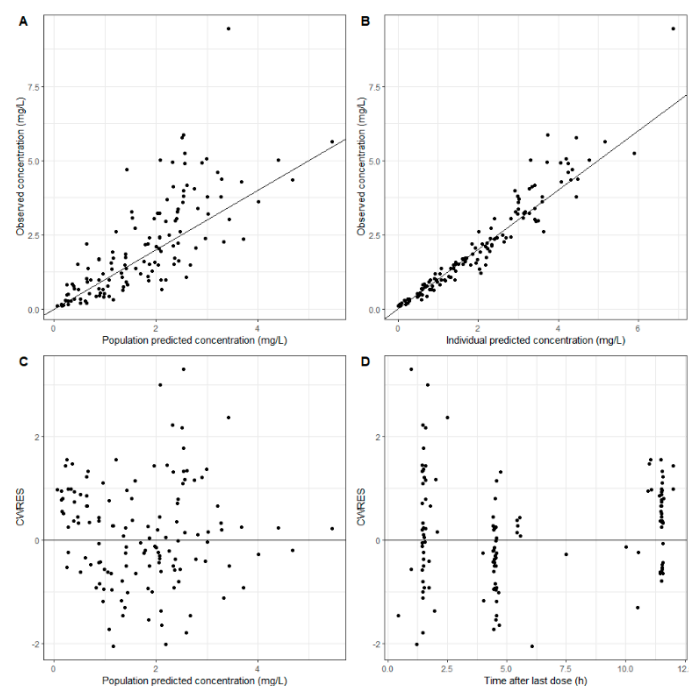 A
B
Observed concentration (mg/L)
7.5
5.0
2.5
0.0
0
2
4
Population predicted concentration (mg/L)
Observed concentration (mg/L)
7.5
5.0
2.5
0.0
0
2
4
6
Individual predicted concentration (mg/L)
C
D
CWRES
2
0
-2
0
2
4
Population predicted concentration (mg/L)
CWRES
2
0
-2
0.0
2.5
5.0
7.5
10.0
12.5
Time after last dose (h)